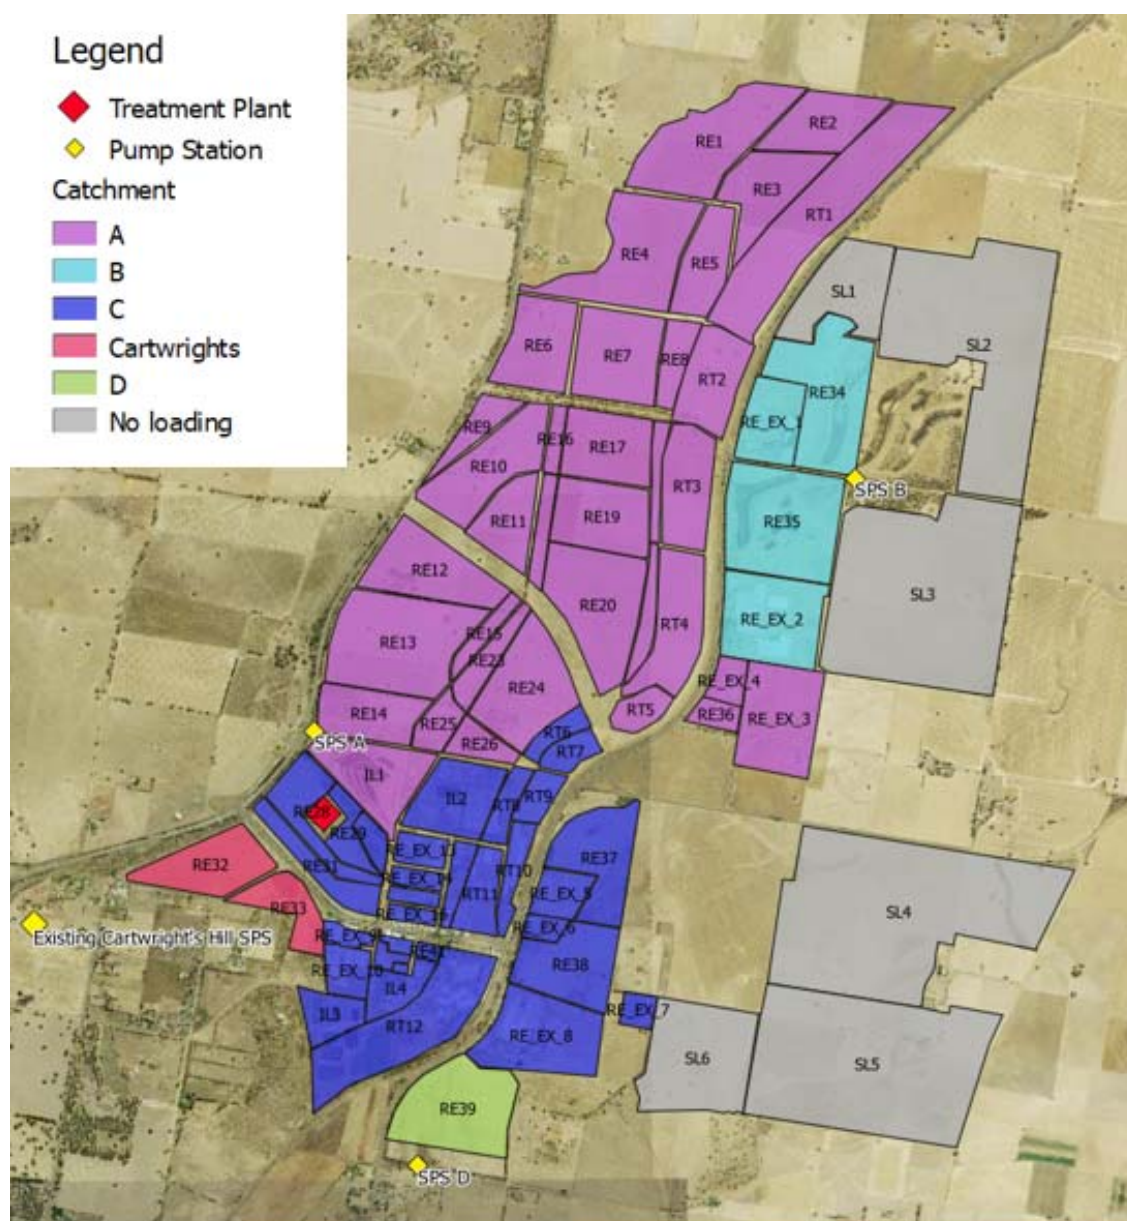 Legend
Treatment Plant
Pump Station
Catchment
A
B
C
Cartwrights
D
No loading
RE1
RE2
RE3
RT1
RE4
RE5
SL1
SL2
RE6
RE7
RE8
RT2
RE34
RE_EX_1
RE9
RE16
RE17
RE10
RT3
SPS B
RE11
RE19
RE35
RE12
RE20
RT4
RE_EX_2
SL3
RE13
RE15
RE23
RE24
RE_EX_4
RE14
RE25
RT5
RE36
RE_EX_3
SPS A
RE26
RT6
RT7
IL1
IL2
RT8
RT9
RE28
RE29
RE_EX_13
RE37
RE32
RE31
RE_EX_14
RT11
RT10
RE_EX_5
RE33
SL4
RE_EX_6
Existing Cartwright's Hill SPS
RE41
RE_EX_10
RE38
IL4
IL3
RT12
RE_EX_7
RE_EX_8
SL6
SL5
RE39
SPS D